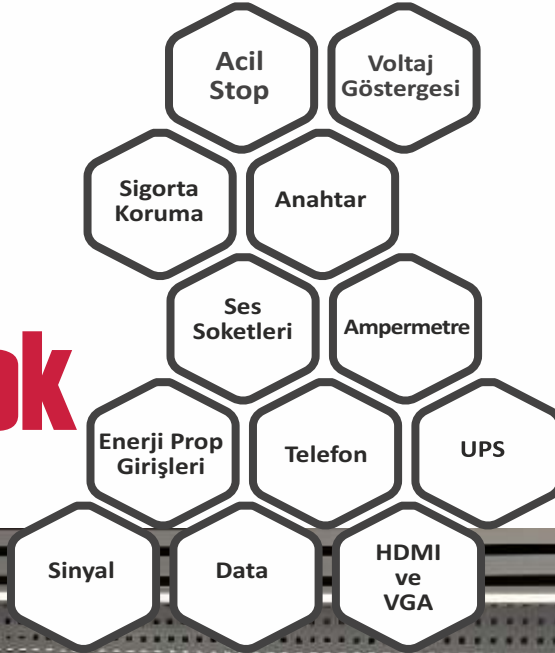 Acil
Stop
Voltaj
Göstergesi
Sigorta
Koruma
Anahtar
Ses
Soketleri
Ampermetre
ok
Enerji Prop
Girişleri
Telefon
UPS
Sinyal
Data
HDMI
ve
VGA